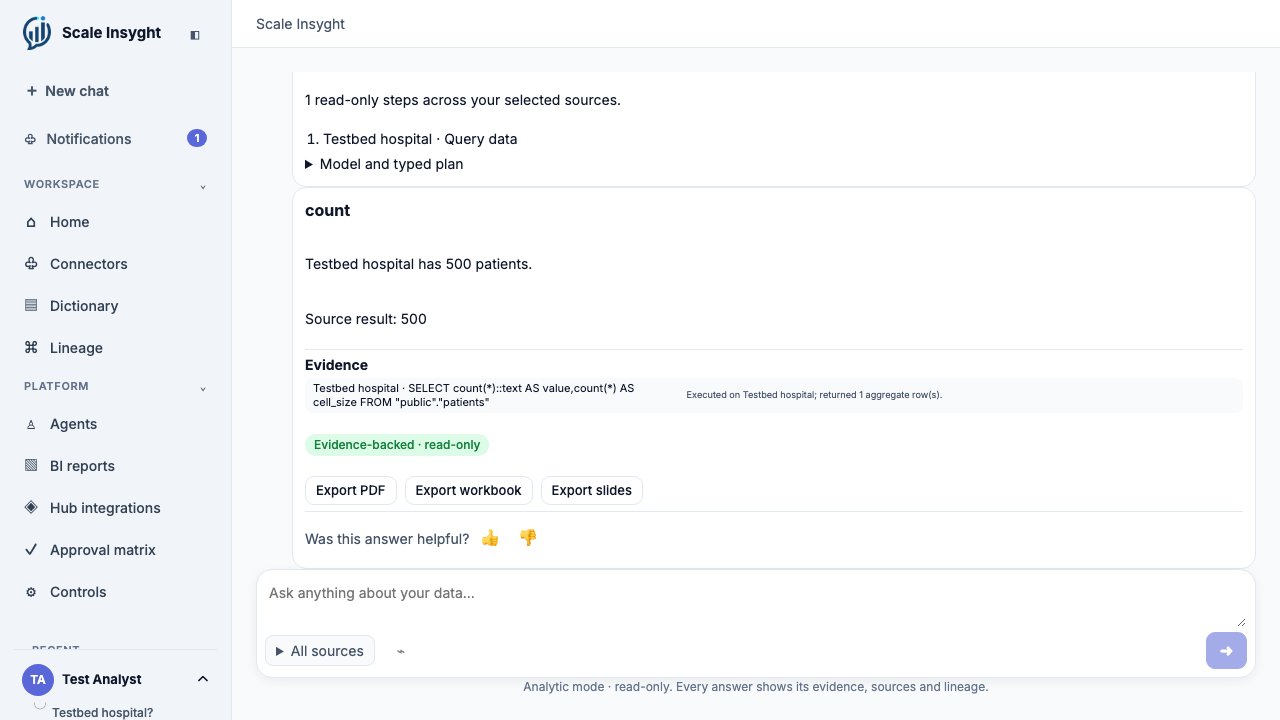 Scale Insyght
+ New chat
Notifications
1
WORKSPACE
Home
Connectors
Dictionary
Lineage
PLATFORM
Agents
BI reports
Hub integrations
Approval matrix
Controls
RECENT
TA
Test Analyst
Testbed hospital?
Scale Insyght
1 read-only steps across your selected sources.
1. Testbed hospital · Query data
Model and typed plan
count
Testbed hospital has 500 patients.
Source result: 500
Evidence
Testbed hospital · SELECT count(*)::text AS value,count(*) AS
cell_size FROM "public"."patients"
Executed on Testbed hospital; returned 1 aggregate row(s).
Evidence-backed · read-only
Export PDF
Export workbook
Export slides
Was this answer helpful?
Ask anything about your data...
All sources
Analytic mode · read-only. Every answer shows its evidence, sources and lineage.